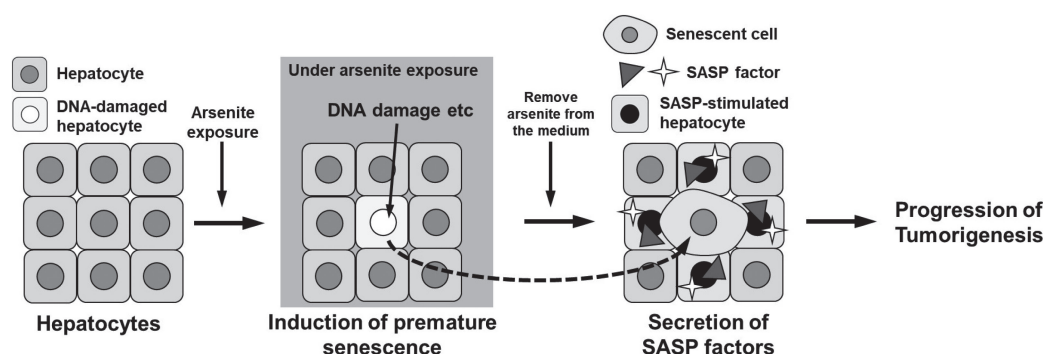 Hepatocyte
DNA-damaged
hepatocyte
Arsenite
exposure
Hepatocytes
Under arsenite exposure
DNA damage etc
Induction of premature
senescence
Remove
arsenite from
the medium
Senescent cell
SASP factor
SASP-stimulated
hepatocyte
Secretion of
SASP factors
Progression of
Tumorigenesis